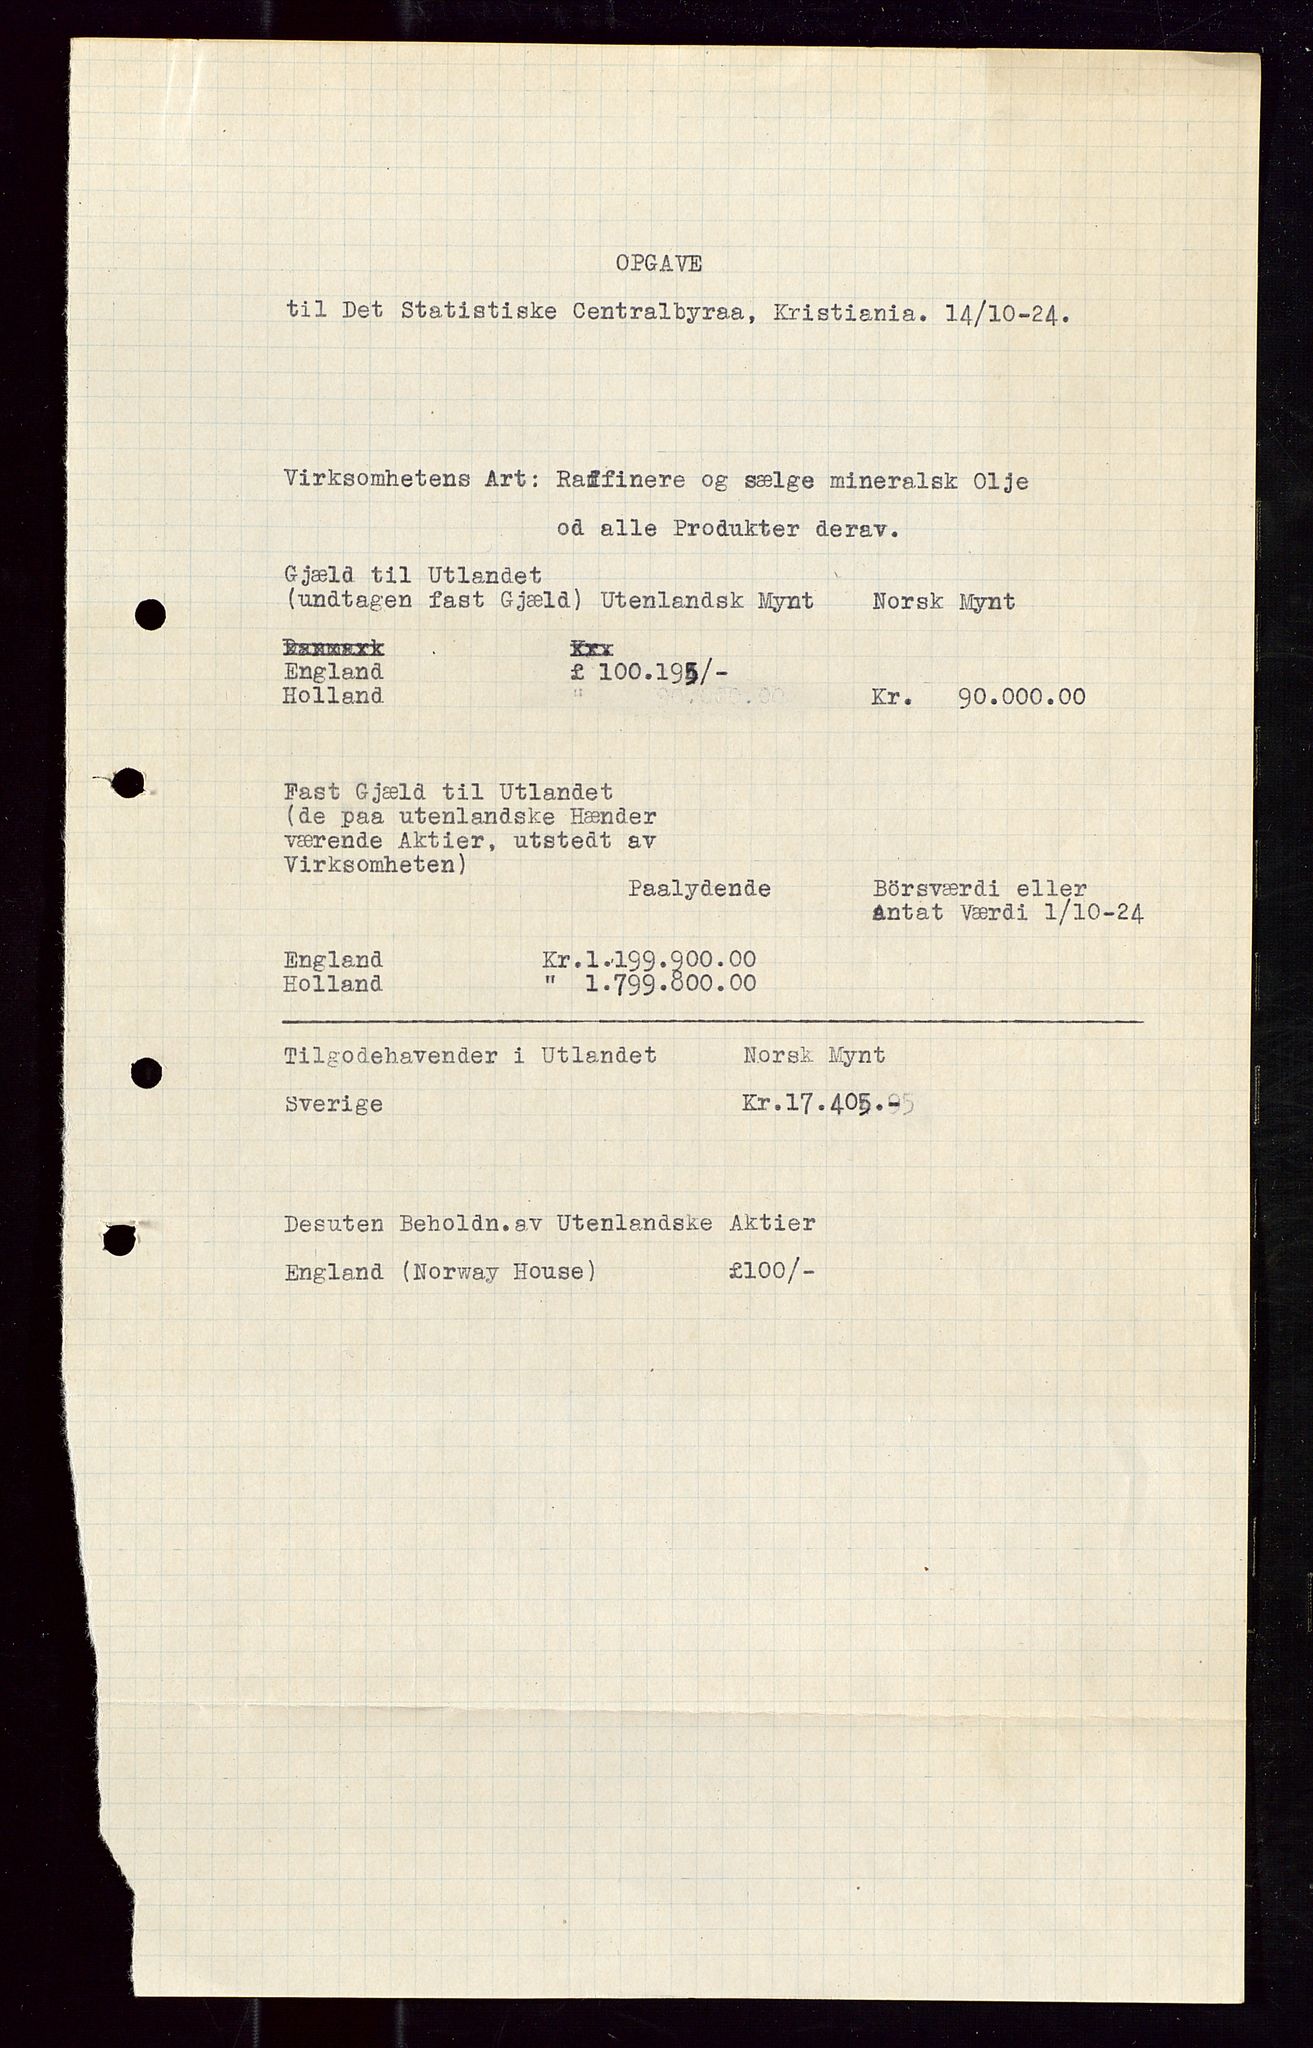 OPGAVE
til Det Statistiske Centralbyraa, Kristiania. 14/10-24.
Virksomhetens Art: Raffinere og sælge mineralsk Olje
od alle Produkter derav.
Gjæld til Utlandet
(undtagen fast Gjæld) Utenlandsk Mynt Norsk Mynt
Danmark Kr.
England £ 100.195/-
Holland " 90.000.00 Kr. 90.000.00
Fast Gjæld til Utlandet
(de paa utenlandske Hænder
værende Aktier, utstedt av
Virksomheten)
Paalydende Börsværdi eller
Antat Værdi 1/10-24
England Kr.1.199.900.00
Holland " 1.799.800.00
Tilgodehavender i Utlandet Norsk Mynt
Sverige Kr.17.405.-
Desuten Beholdn.av Utenlandske Aktier
England (Norway House) £100/-